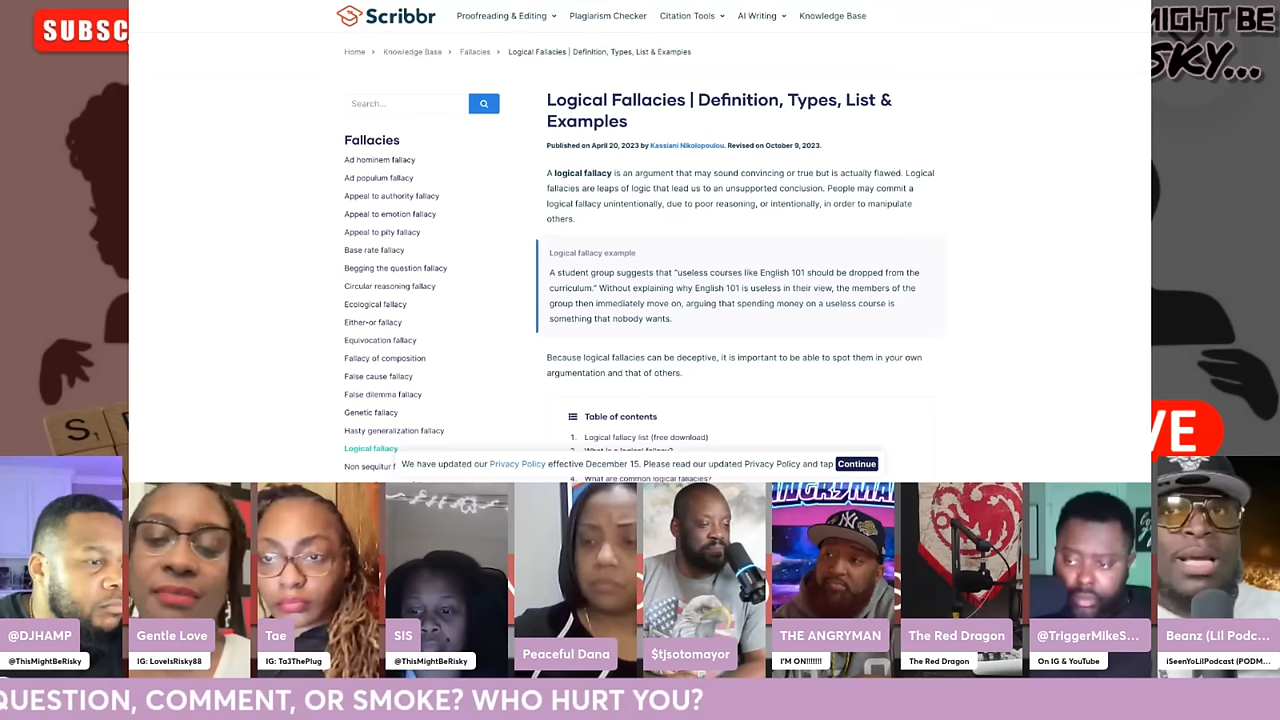 SUBSC
MIGHT BE
SKY...
Scribbr
Proofreading & Editing Plagiarism Checker Citation Tools AI Writing Knowledge Base
Home > Knowledge Base > Fallacies > Logical Fallacies | Definition, Types, List & Examples
Search...
Fallacies
Ad hominem fallacy
Ad populum fallacy
Appeal to authority fallacy
Appeal to emotion fallacy
Appeal to pity fallacy
Base rate fallacy
Begging the question fallacy
Circular reasoning fallacy
Ecological fallacy
Either-or fallacy
Equivocation fallacy
Fallacy of composition
False cause fallacy
False dilemma fallacy
Genetic fallacy
Hasty generalization fallacy
Logical fallacy
Non sequitur f
Logical Fallacies | Definition, Types, List &
Examples
Published on April 20, 2023 by Kassiani Nikolopoulou. Revised on October 9, 2023.
A logical fallacy is an argument that may sound convincing or true but is actually flawed. Logical
fallacies are leaps of logic that lead us to an unsupported conclusion. People may commit a
logical fallacy unintentionally, due to poor reasoning, or intentionally, in order to manipulate
others.
Logical fallacy example
A student group suggests that “useless courses like English 101 should be dropped from the
curriculum.” Without explaining why English 101 is useless in their view, the members of the
group then immediately move on, arguing that spending money on a useless course is
something that nobody wants.
Because logical fallacies can be deceptive, it is important to be able to spot them in your own
argumentation and that of others.
Table of contents
1. Logical fallacy list (free download)
We have updated our Privacy Policy effective December 15. Please read our updated Privacy Policy and tap Continue
4. What are common logical fallacies?
S
VE
ANGRYMA
@DJHAMP
@ThisMightBeRisky
Gentle Love
IG: LoveIsRisky88
Tae
IG: Ta3ThePlug
SIS
@ThisMightBeRisky
Peaceful Dana
$tjsotomayor
THE ANGRYMAN
I'M ON!!!!!!!
The Red Dragon
The Red Dragon
@TriggerMikeS...
On IG & YouTube
Beanz (Lil Podc...
iSeenYoLilPodcast (PODM...
QUESTION, COMMENT, OR SMOKE? WHO HURT YOU?